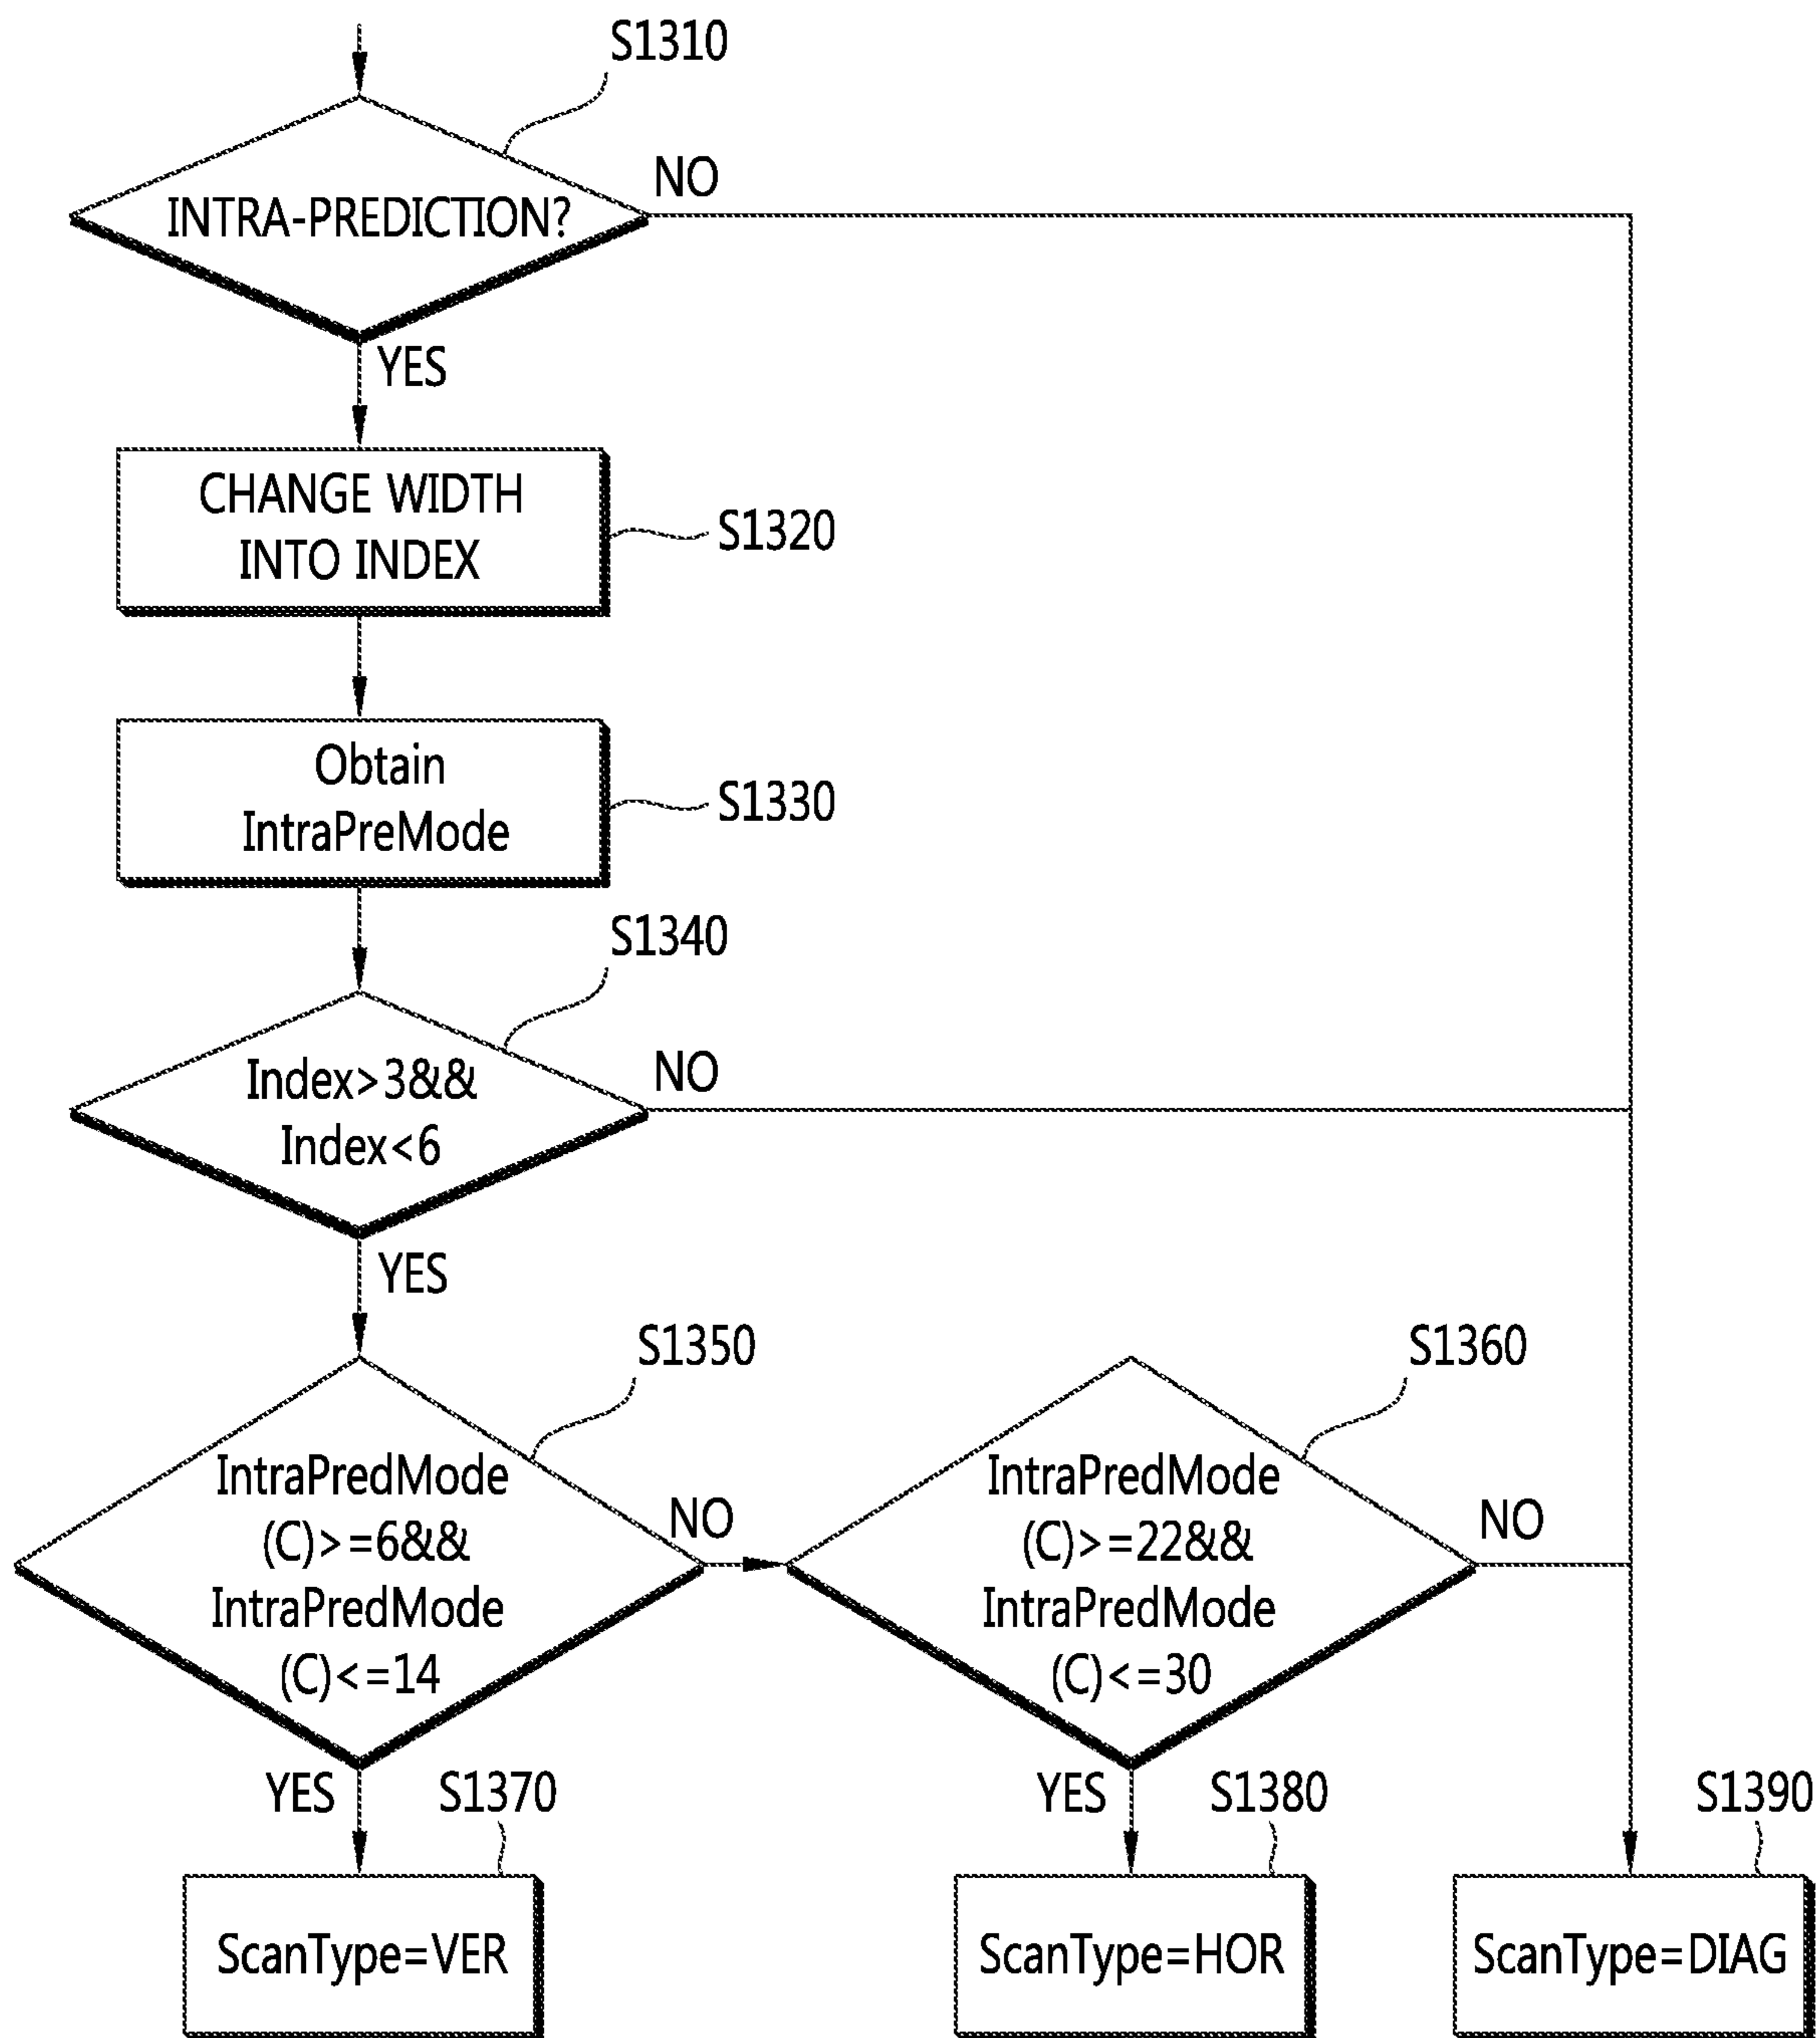 S1310
NO
INTRA-PREDICTION?
YES
CHANGE WIDTH
INTO INDEX
S1320
Obtain
IntraPreMode
S1330
S1340
NO
Index>3&&
Index<6
YES
S1350
S1360
IntraPredMode
(C)>=6&&
IntraPredMode
(C)<=14
NO
IntraPredMode
(C)>=22&&
IntraPredMode
(C)<=30
NO
YES
S1370
YES
S1380
S1390
ScanType=VER
ScanType=HOR
ScanType=DIAG